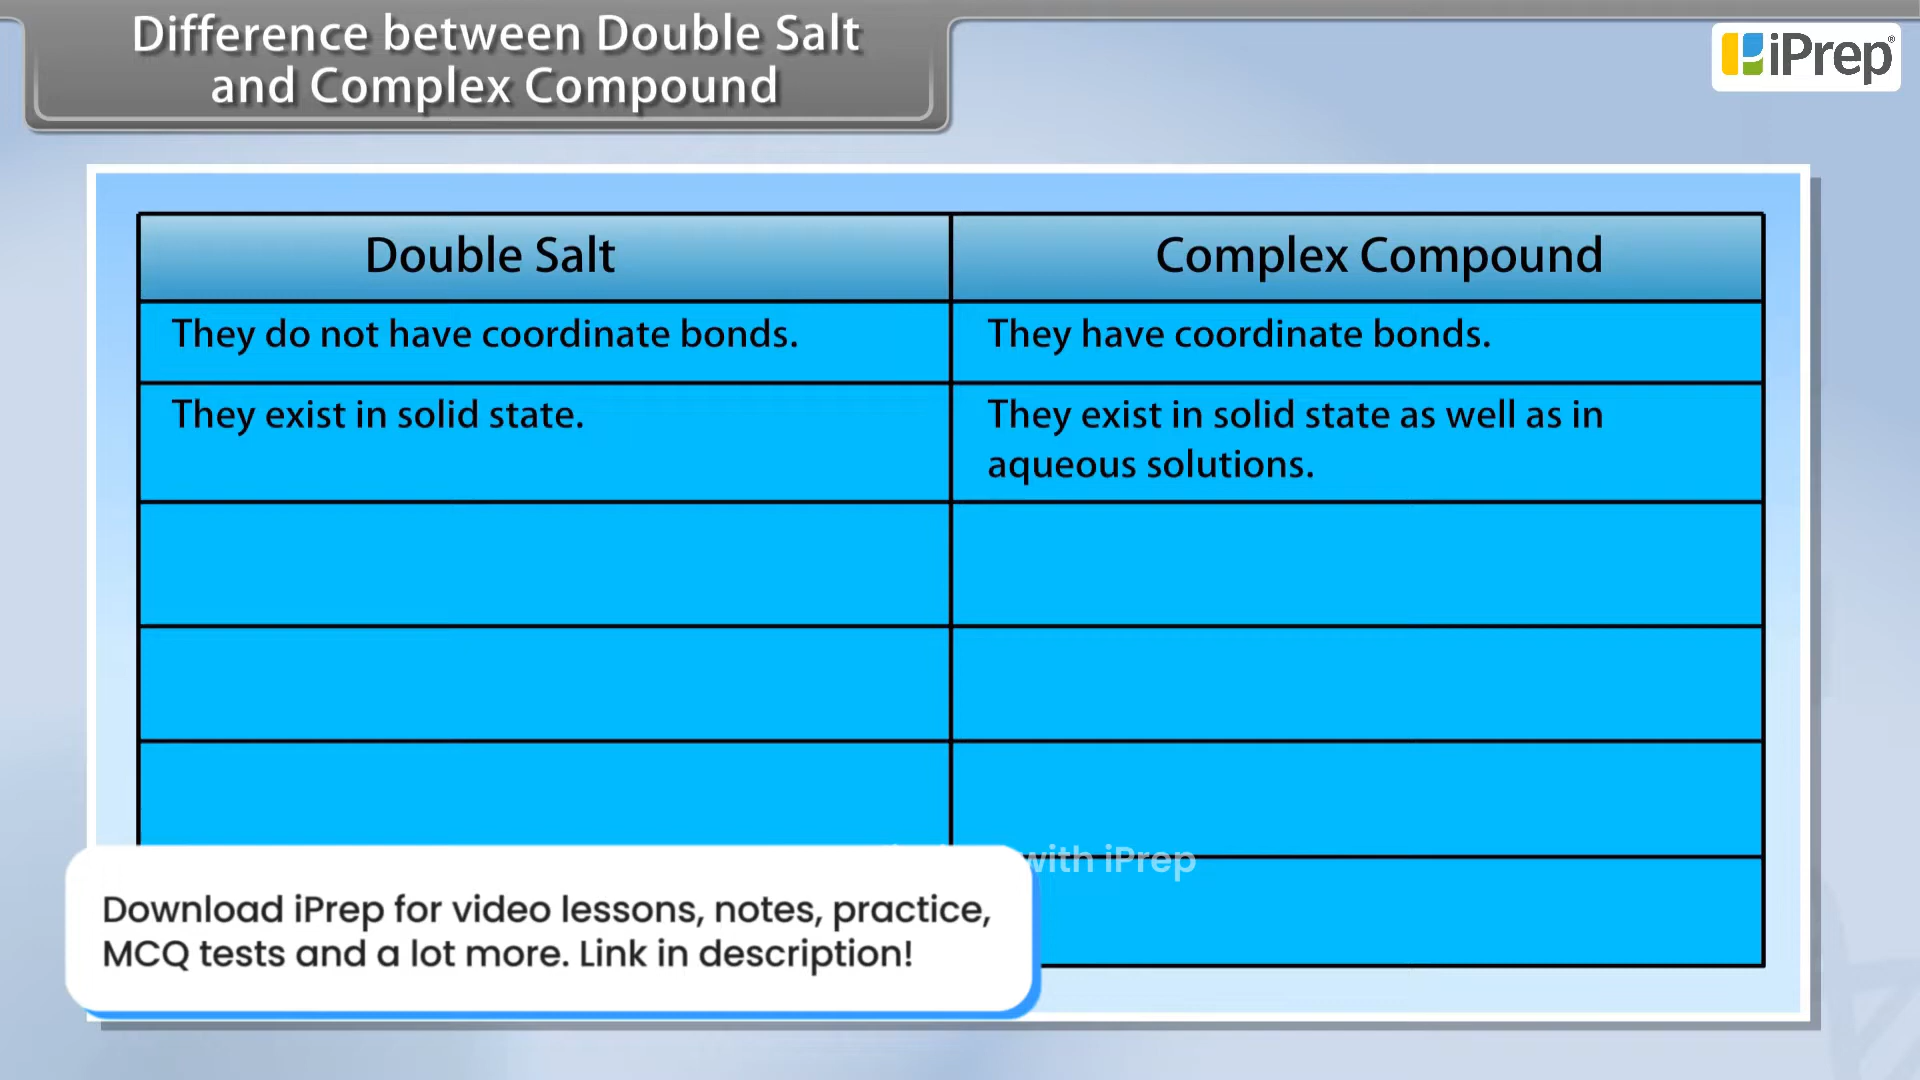 Difference between Double Salt
and Complex Compound
iPrep®
Double Salt
Complex Compound
They do not have coordinate bonds.
They have coordinate bonds.
They exist in solid state.
They exist in solid state as well as in
aqueous solutions.
with iPrep
Download iPrep for video lessons, notes, practice,
MCQ tests and a lot more. Link in description!